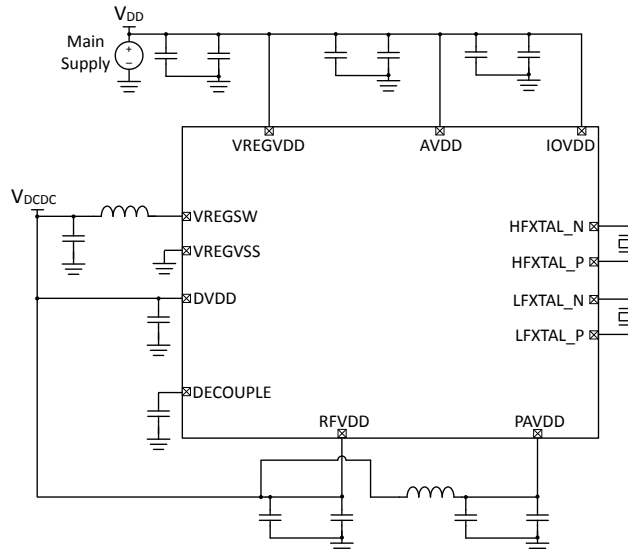 VDD
Main
Supply
VREGVDD
AVDD
IOVDD
VDCDC
VREGSW
VREGVSS
DVDD
DECOUPLE
HFXTAL_N
HFXTAL_P
LFXTAL_N
LFXTAL_P
RFVDD
PAVDD